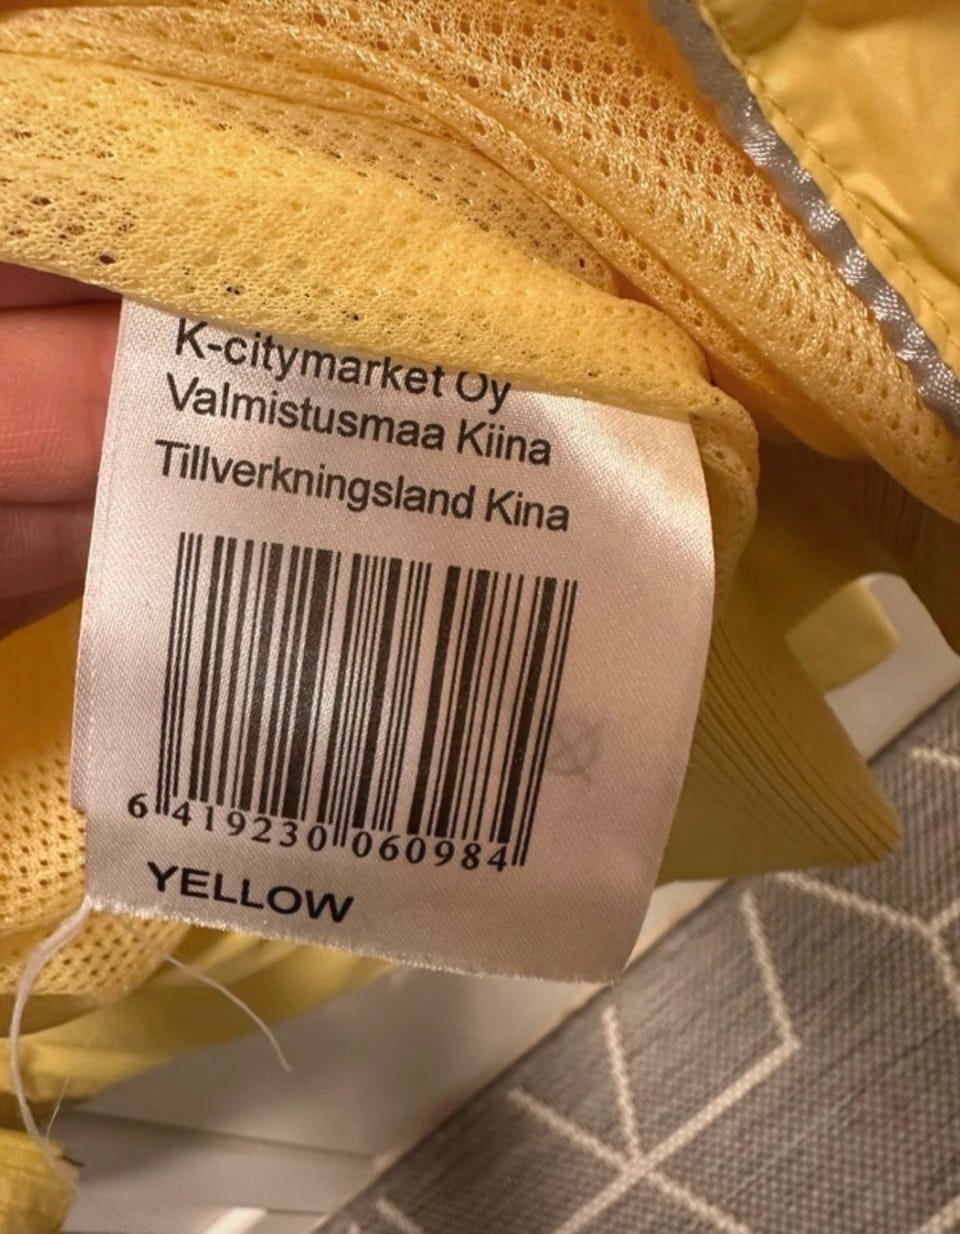 K-citymarket Oy
Valmistusmaa Kiina
Tillverkningsland Kina
6 419230 060984
YELLOW